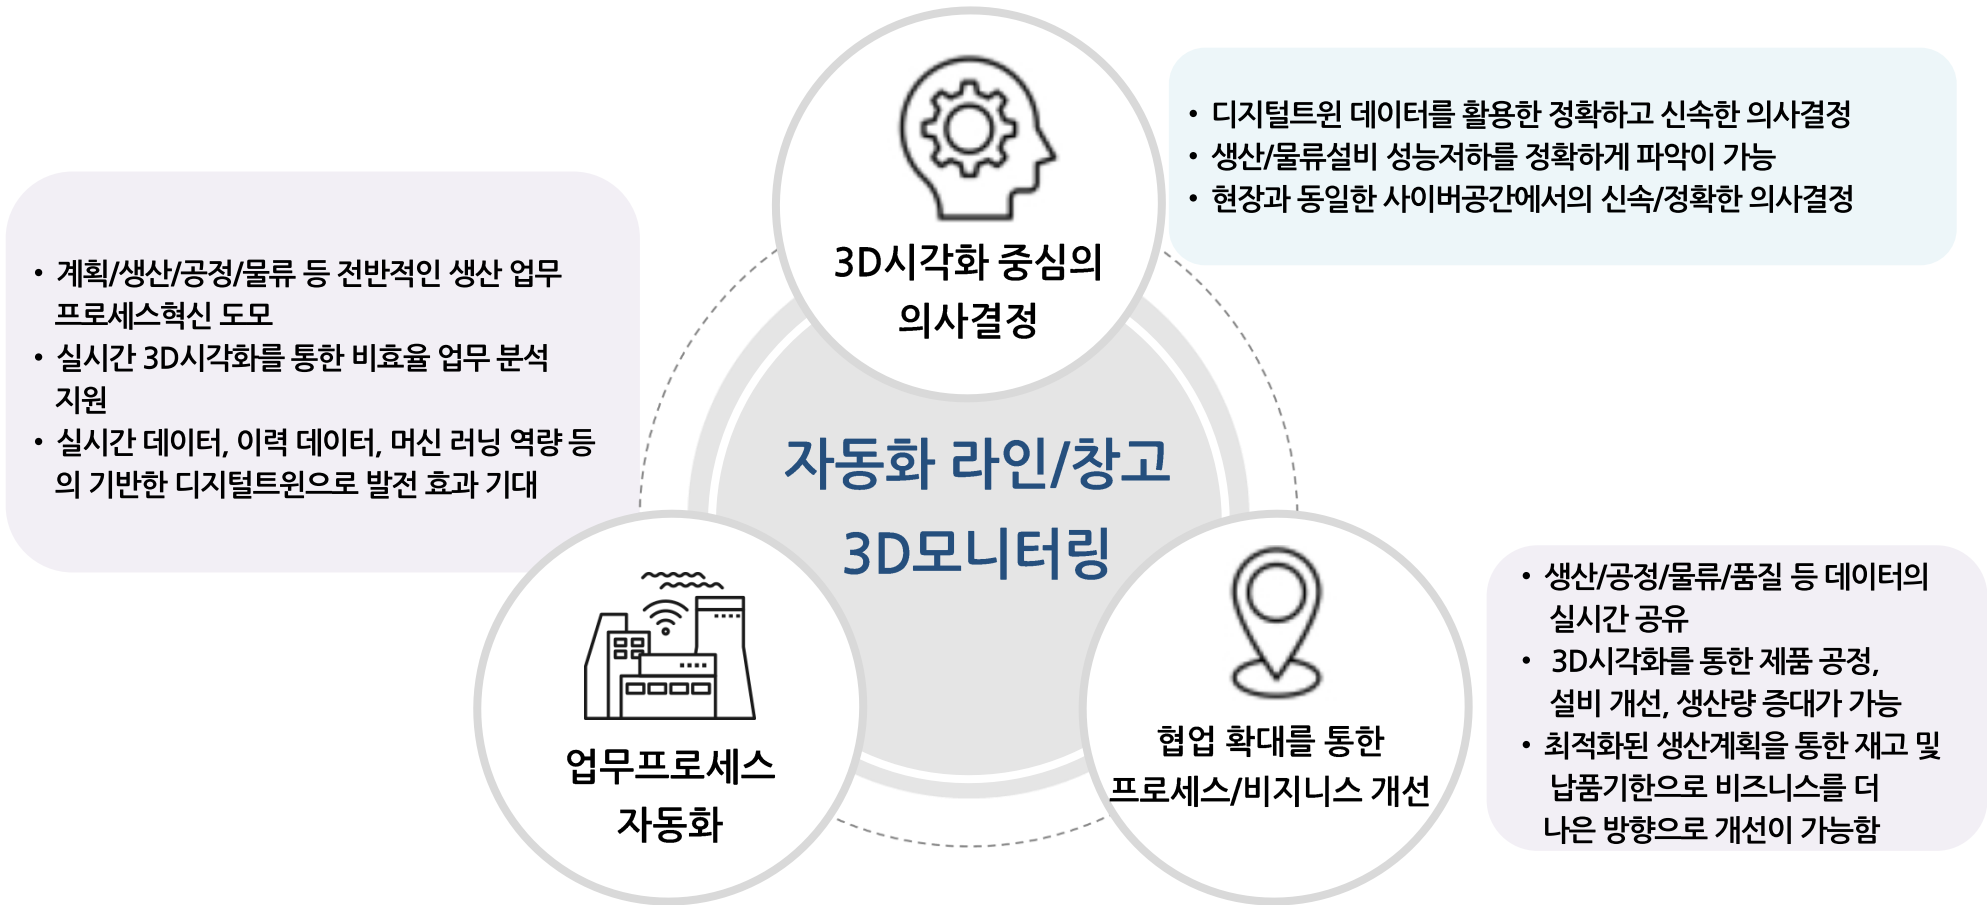 3D시각화 중심의
의사결정
• 디지털트윈 데이터를 활용한 정확하고 신속한 의사결정
• 생산/물류설비 성능저하를 정확하게 파악이 가능
• 현장과 동일한 사이버공간에서의 신속/정확한 의사결정
• 계획/생산/공정/물류 등 전반적인 생산 업무
프로세스혁신 도모
• 실시간 3D시각화를 통한 비효율 업무 분석
지원
• 실시간 데이터, 이력 데이터, 머신 러닝 역량 등
의 기반한 디지털트윈으로 발전 효과 기대
자동화 라인/창고
3D모니터링
업무프로세스
자동화
협업 확대를 통한
프로세스/비지니스 개선
• 생산/공정/물류/품질 등 데이터의
실시간 공유
• 3D시각화를 통한 제품 공정,
설비 개선, 생산량 증대가 가능
• 최적화된 생산계획을 통한 재고 및
납품기한으로 비즈니스를 더
나은 방향으로 개선이 가능함